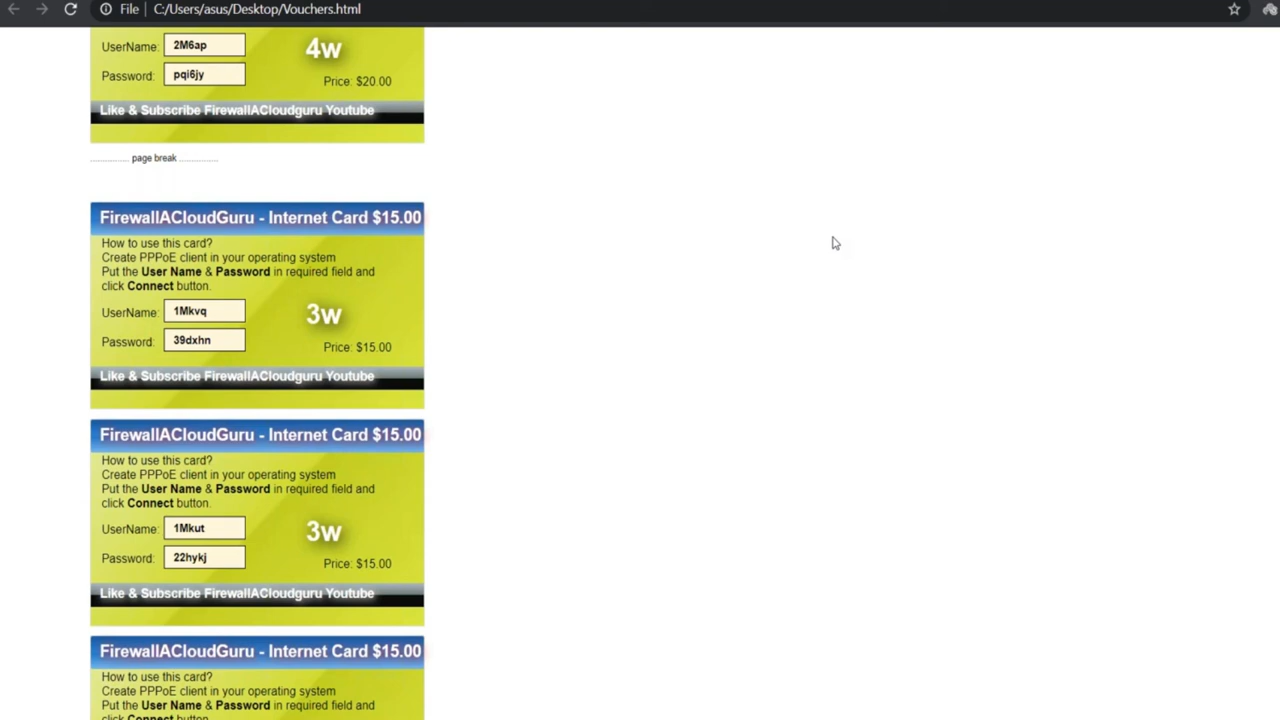 File C:/Users/asus/Desktop/Vouchers.html
UserName: 2M6ap
4w
Password: pqi6jy
Price: $20.00
Like & Subscribe FirewallACloudguru Youtube
.................. page break ..................
FirewallACloudGuru - Internet Card $15.00
How to use this card?
Create PPPoE client in your operating system
Put the User Name & Password in required field and
click Connect button.
UserName: 1Mkvq
3w
Password: 39dxhn
Price: $15.00
Like & Subscribe FirewallACloudguru Youtube
FirewallACloudGuru - Internet Card $15.00
How to use this card?
Create PPPoE client in your operating system
Put the User Name & Password in required field and
click Connect button.
UserName: 1Mkut
3w
Password: 22hykj
Price: $15.00
Like & Subscribe FirewallACloudguru Youtube
FirewallACloudGuru - Internet Card $15.00
How to use this card?
Create PPPoE client in your operating system
Put the User Name & Password in required field and
click Connect button.